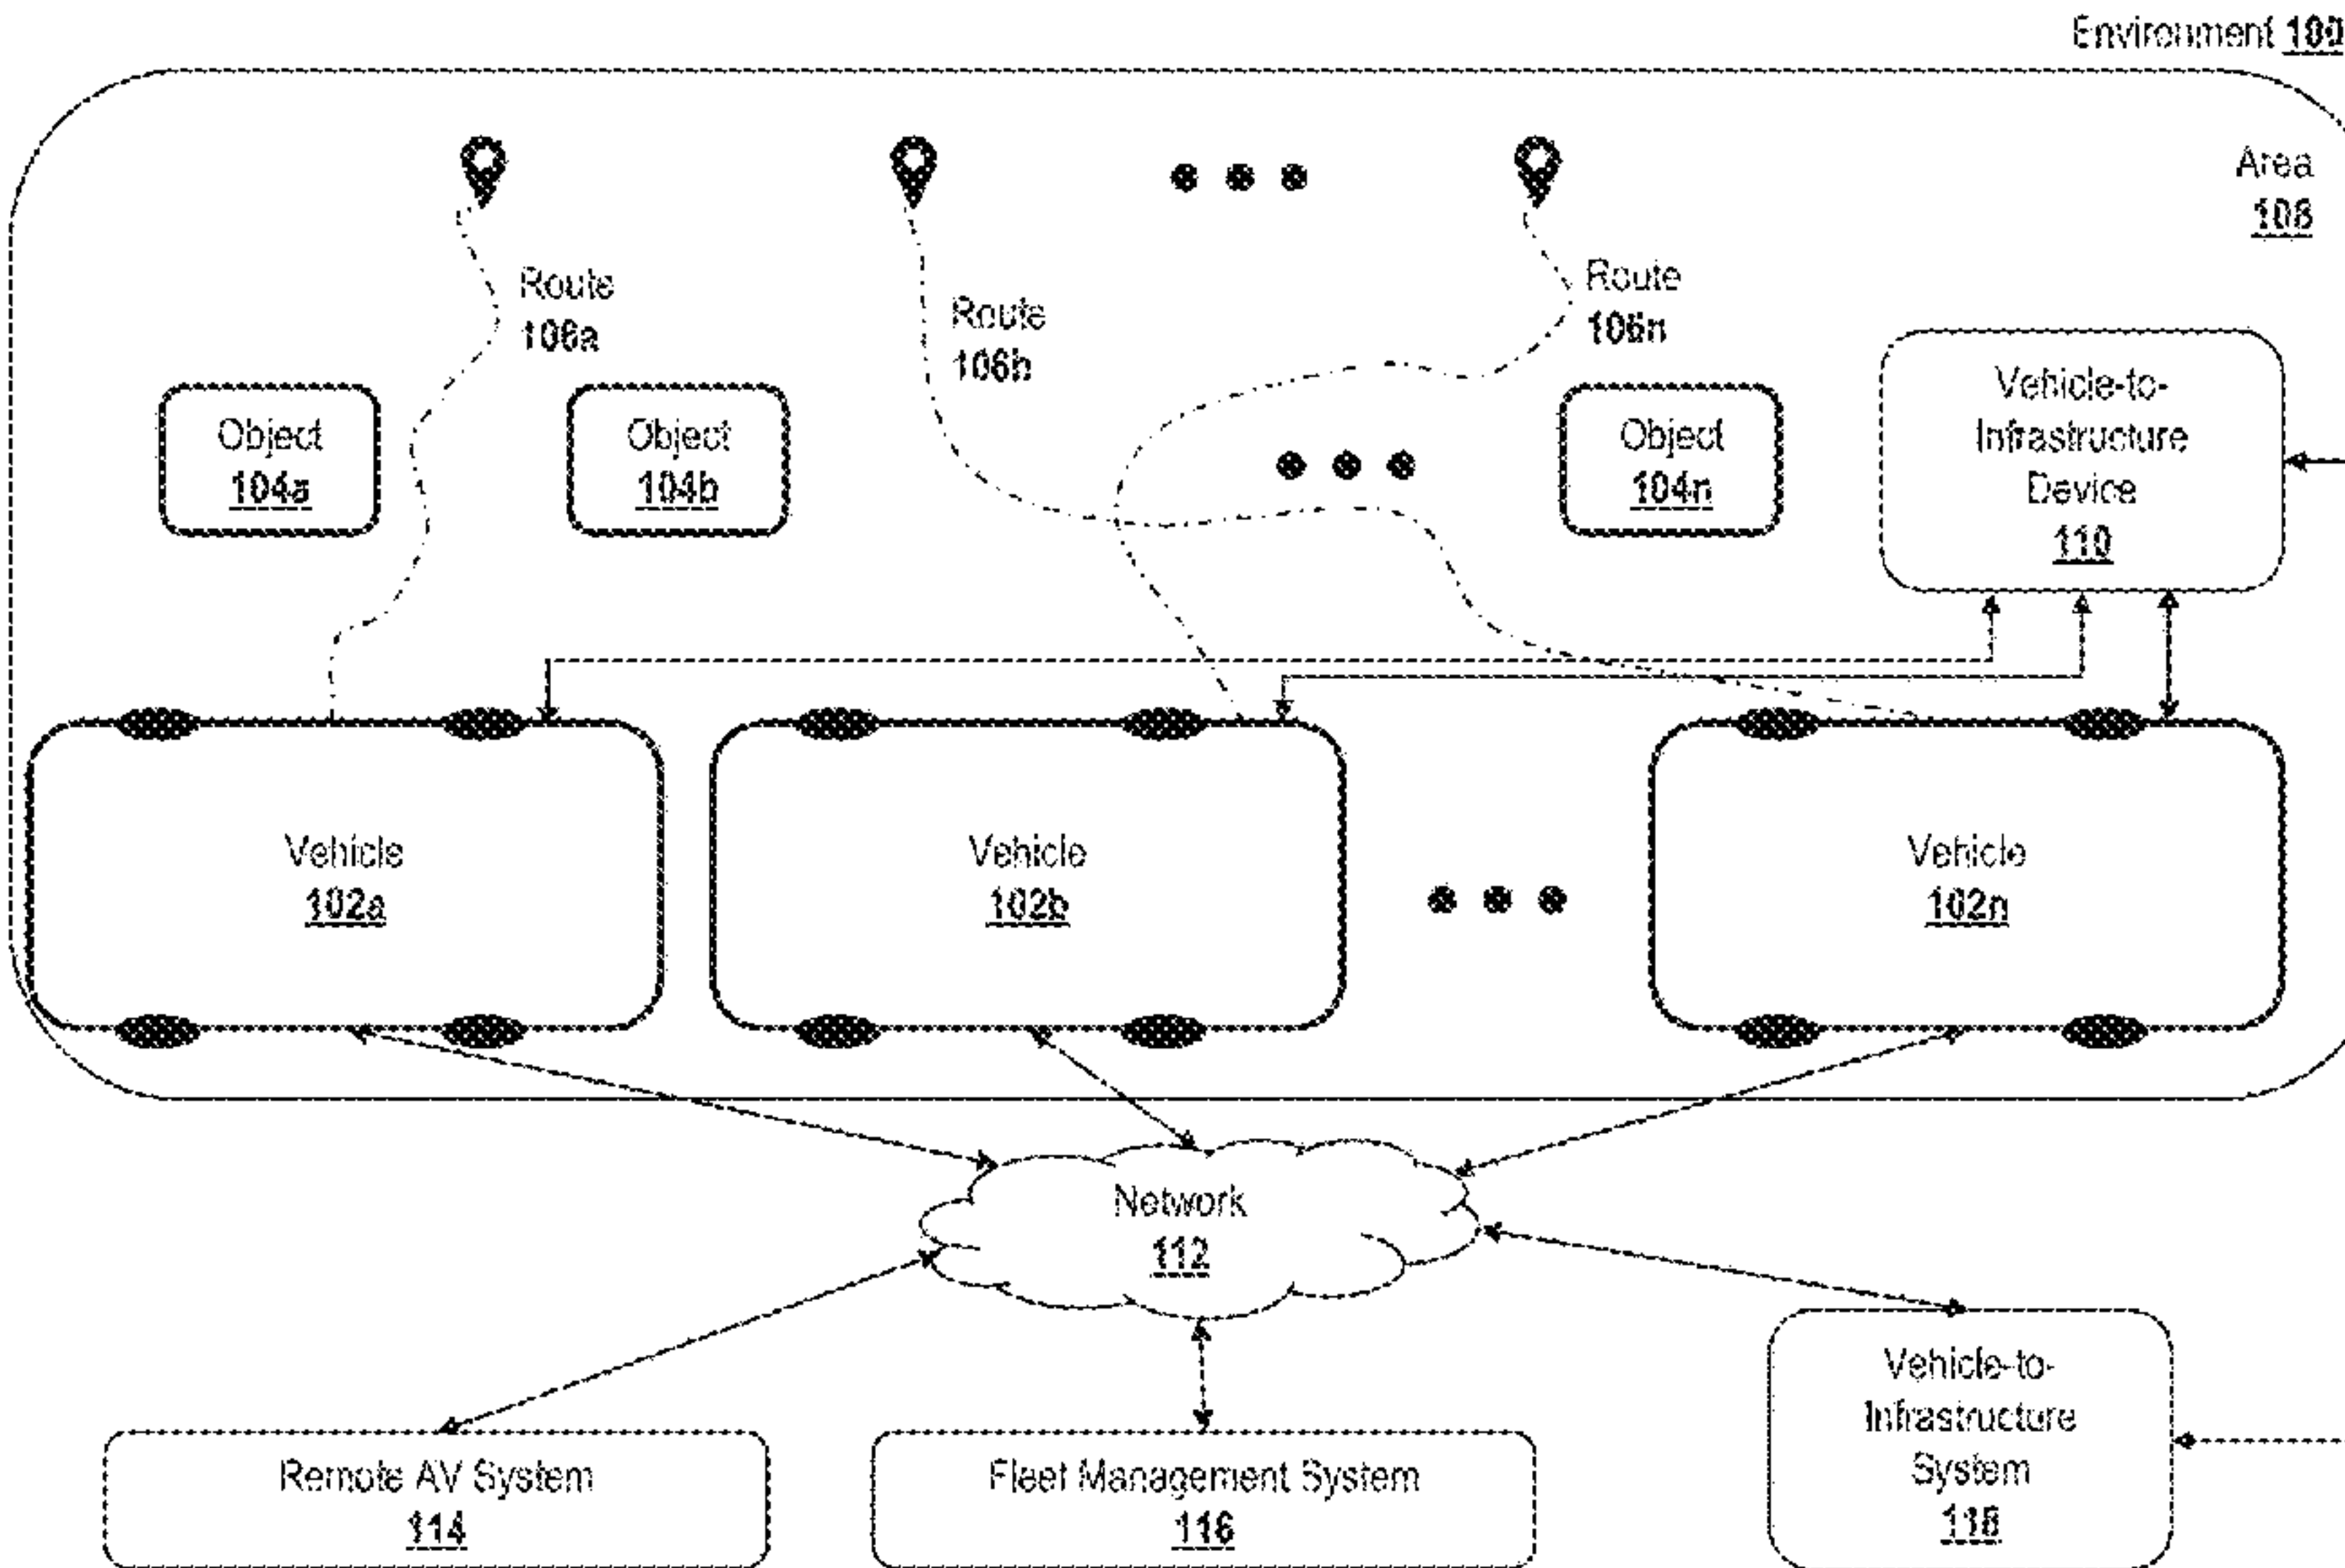 Environment 100
Area
108
Route
106a
Route
106b
Route
106n
Object
104a
Object
104b
Object
104n
Vehicle-to-
Infrastructure
Device
110
Vehicle
102a
Vehicle
102b
Vehicle
102n
Network
112
Remote AV System
114
Fleet Management System
116
Vehicle-to-
Infrastructure
System
118